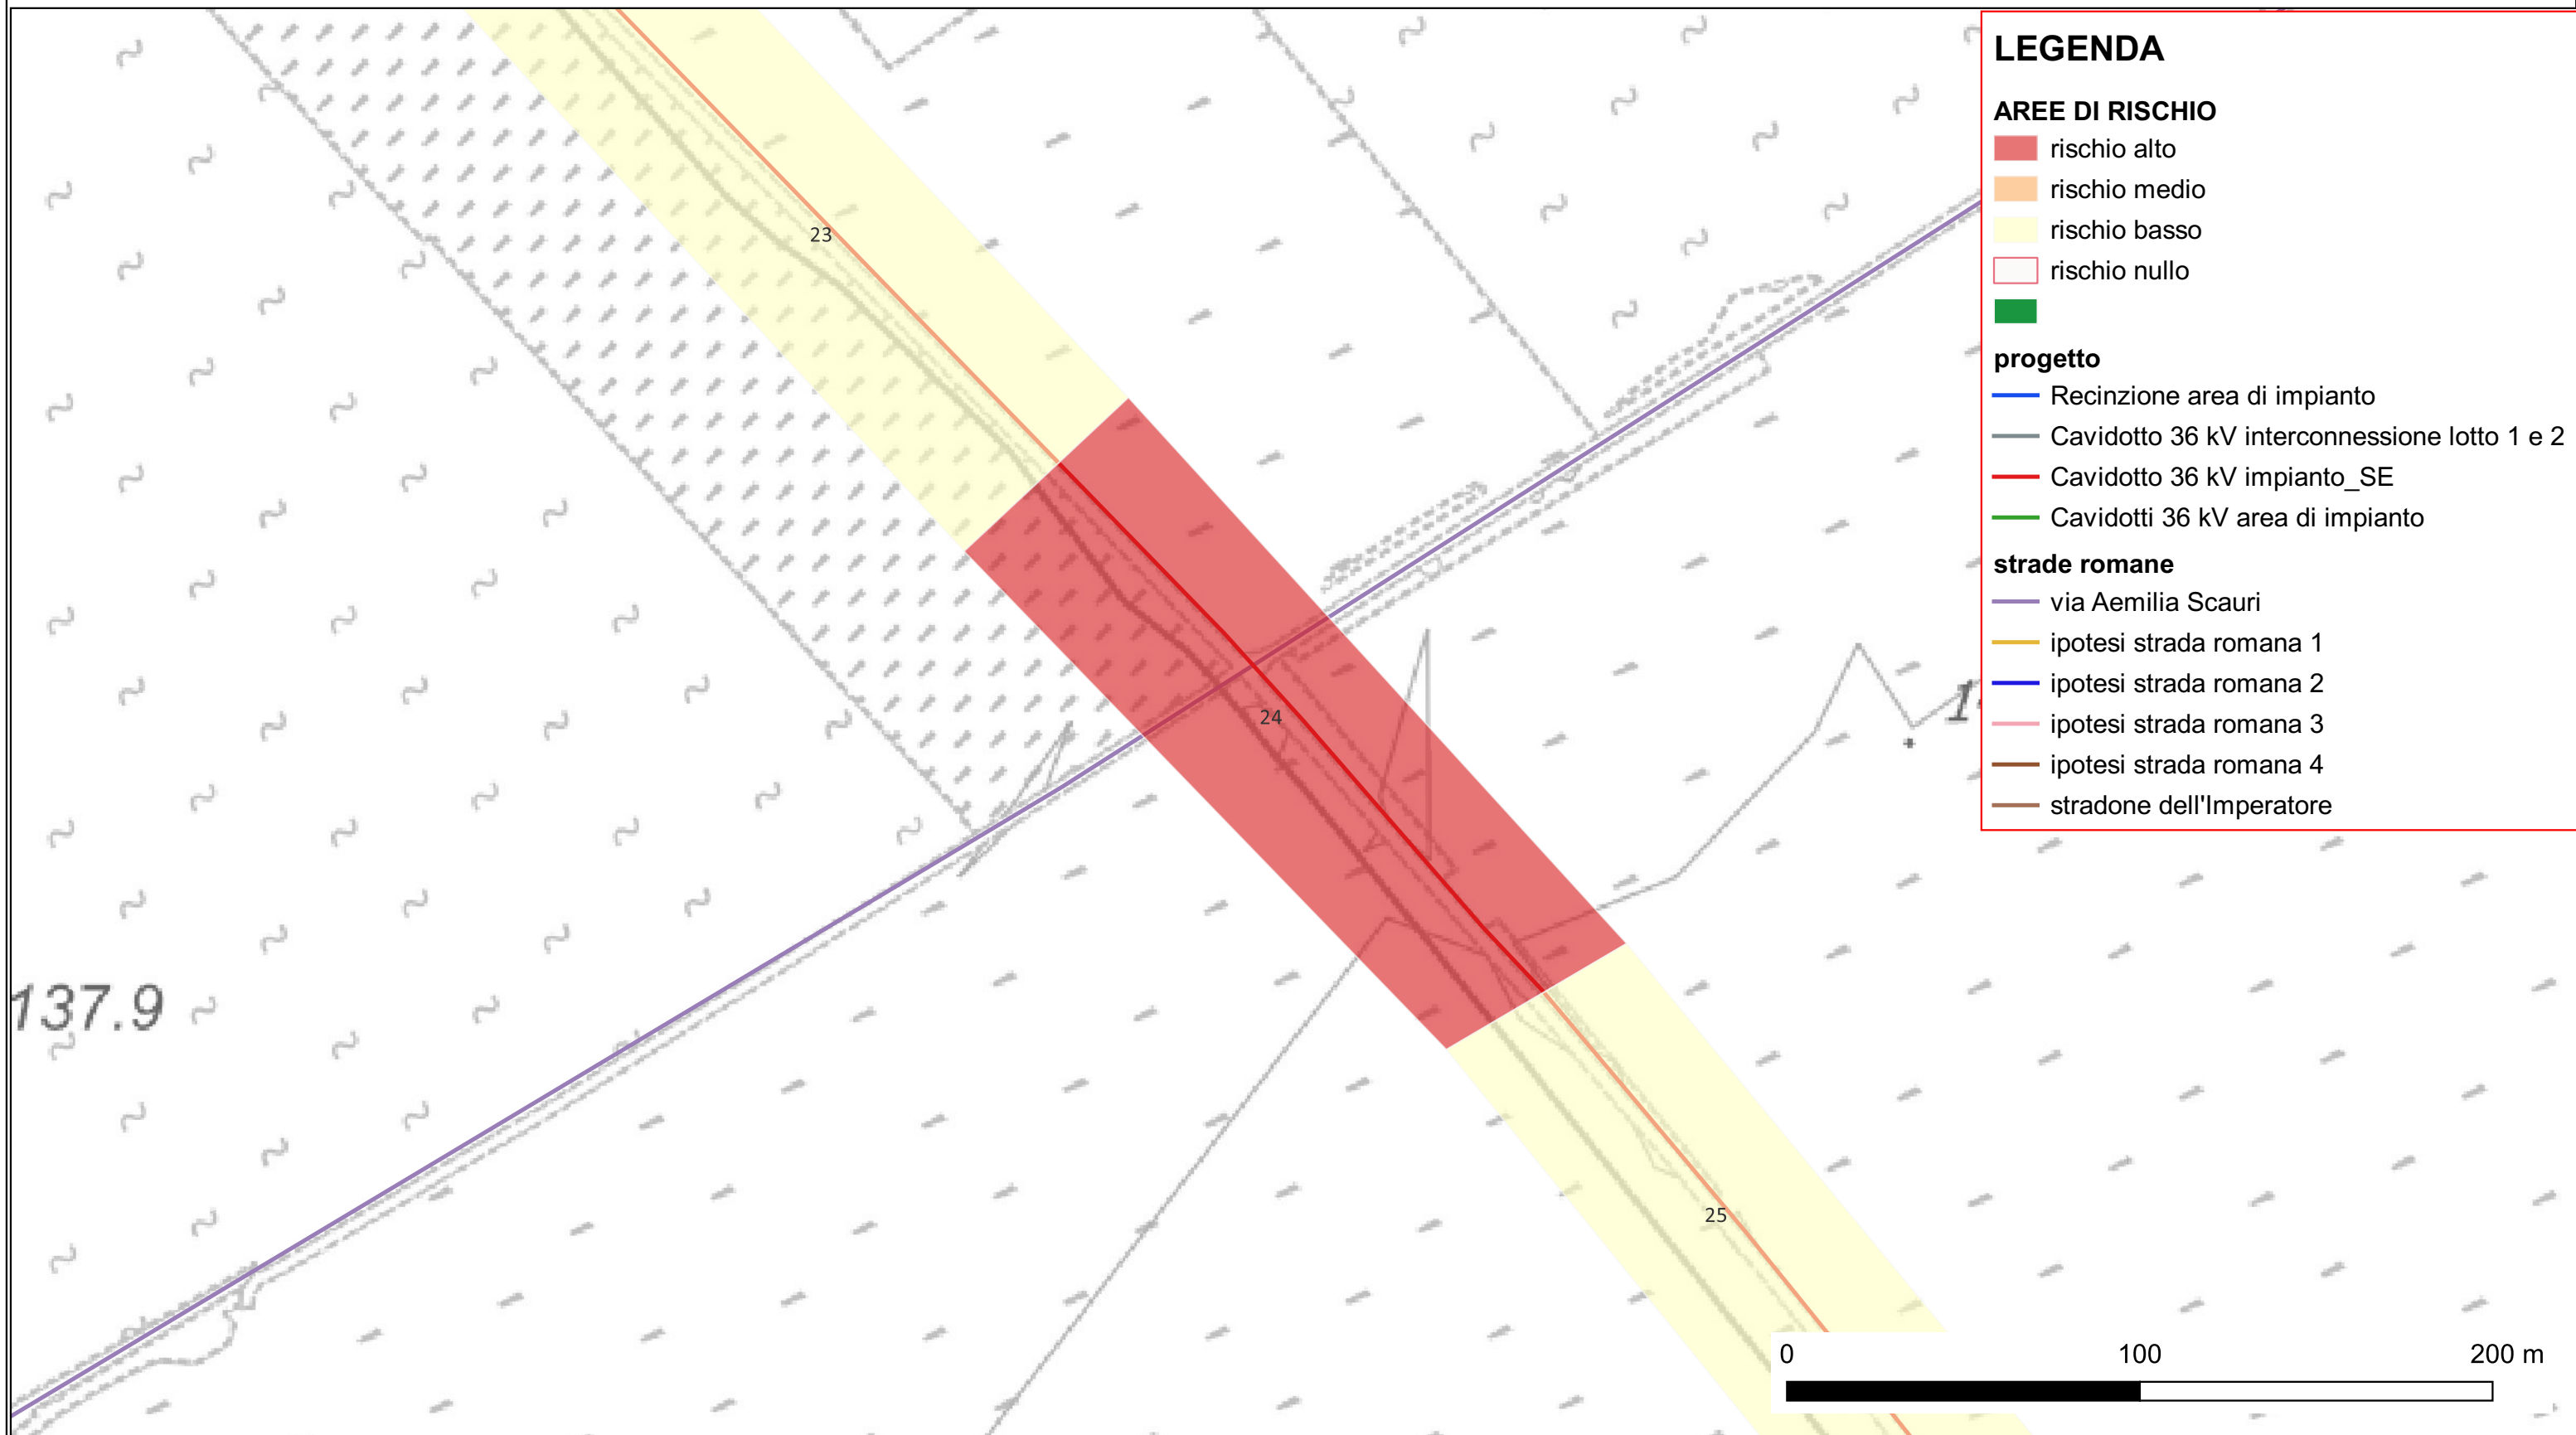 LEGENDA
AREE DI RISCHIO
rischio alto
rischio medio
rischio basso
rischio nullo
progetto
Recinzione area di impianto
Cavidotto 36 kV interconnessione lotto 1 e 2
Cavidotto 36 kV impianto_SE
Cavidotti 36 kV area di impianto
strade romane
via Aemilia Scauri
ipotesi strada romana 1
ipotesi strada romana 2
ipotesi strada romana 3
ipotesi strada romana 4
stradone dell'Imperatore
23
24
137.9
25
0 100 200 m